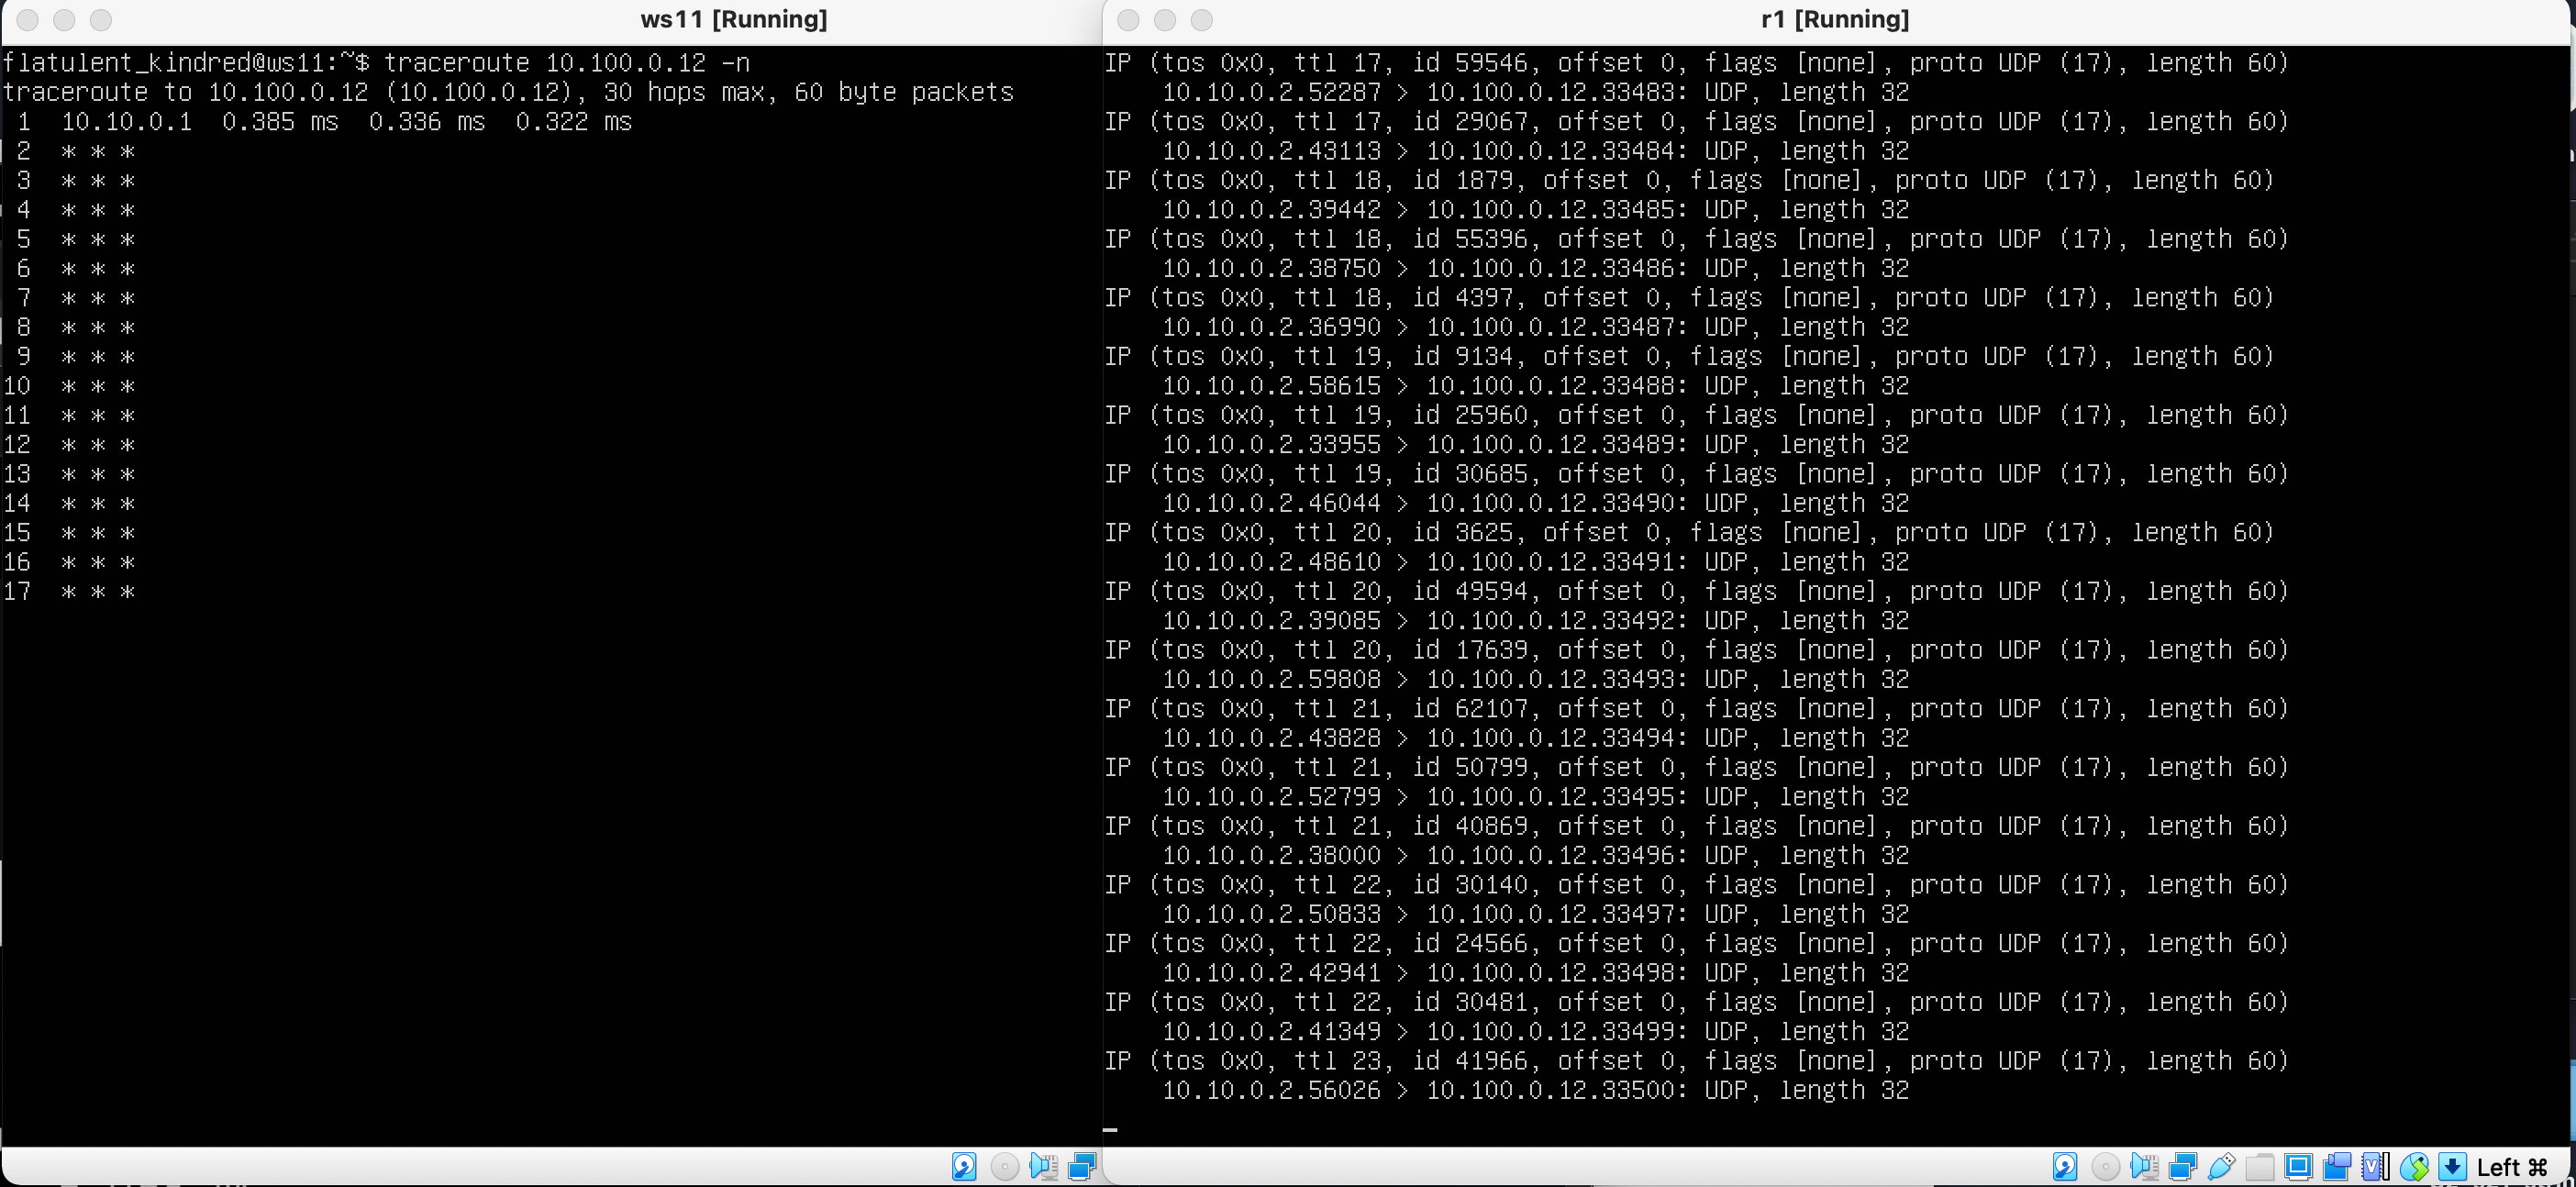 ws11 [Running]
flatulent_kindred@ws11:~$ traceroute 10.100.0.12 -n
traceroute to 10.100.0.12 (10.100.0.12), 30 hops max, 60 byte packets
1 10.10.0.1 0.385 ms 0.336 ms 0.322 ms
2 * * *
3 * * *
4 * * *
5 * * *
6 * * *
7 * * *
8 * * *
9 * * *
10 * * *
11 * * *
12 * * *
13 * * *
14 * * *
15 * * *
16 * * *
17 * * *
r1 [Running]
IP (tos 0x0, ttl 17, id 59546, offset 0, flags [none], proto UDP (17), length 60)
10.10.0.2.52287 > 10.100.0.12.33483: UDP, length 32
IP (tos 0x0, ttl 17, id 29067, offset 0, flags [none], proto UDP (17), length 60)
10.10.0.2.43113 > 10.100.0.12.33484: UDP, length 32
IP (tos 0x0, ttl 18, id 1879, offset 0, flags [none], proto UDP (17), length 60)
10.10.0.2.39442 > 10.100.0.12.33485: UDP, length 32
IP (tos 0x0, ttl 18, id 55396, offset 0, flags [none], proto UDP (17), length 60)
10.10.0.2.38750 > 10.100.0.12.33486: UDP, length 32
IP (tos 0x0, ttl 18, id 4397, offset 0, flags [none], proto UDP (17), length 60)
10.10.0.2.36990 > 10.100.0.12.33487: UDP, length 32
IP (tos 0x0, ttl 19, id 9134, offset 0, flags [none], proto UDP (17), length 60)
10.10.0.2.58615 > 10.100.0.12.33488: UDP, length 32
IP (tos 0x0, ttl 19, id 25960, offset 0, flags [none], proto UDP (17), length 60)
10.10.0.2.33955 > 10.100.0.12.33489: UDP, length 32
IP (tos 0x0, ttl 19, id 30685, offset 0, flags [none], proto UDP (17), length 60)
10.10.0.2.46044 > 10.100.0.12.33490: UDP, length 32
IP (tos 0x0, ttl 20, id 3625, offset 0, flags [none], proto UDP (17), length 60)
10.10.0.2.48610 > 10.100.0.12.33491: UDP, length 32
IP (tos 0x0, ttl 20, id 49594, offset 0, flags [none], proto UDP (17), length 60)
10.10.0.2.39085 > 10.100.0.12.33492: UDP, length 32
IP (tos 0x0, ttl 20, id 17639, offset 0, flags [none], proto UDP (17), length 60)
10.10.0.2.59808 > 10.100.0.12.33493: UDP, length 32
IP (tos 0x0, ttl 21, id 62107, offset 0, flags [none], proto UDP (17), length 60)
10.10.0.2.43828 > 10.100.0.12.33494: UDP, length 32
IP (tos 0x0, ttl 21, id 50799, offset 0, flags [none], proto UDP (17), length 60)
10.10.0.2.52799 > 10.100.0.12.33495: UDP, length 32
IP (tos 0x0, ttl 21, id 40869, offset 0, flags [none], proto UDP (17), length 60)
10.10.0.2.38000 > 10.100.0.12.33496: UDP, length 32
IP (tos 0x0, ttl 22, id 30140, offset 0, flags [none], proto UDP (17), length 60)
10.10.0.2.50833 > 10.100.0.12.33497: UDP, length 32
IP (tos 0x0, ttl 22, id 24566, offset 0, flags [none], proto UDP (17), length 60)
10.10.0.2.42941 > 10.100.0.12.33498: UDP, length 32
IP (tos 0x0, ttl 22, id 30481, offset 0, flags [none], proto UDP (17), length 60)
10.10.0.2.41349 > 10.100.0.12.33499: UDP, length 32
IP (tos 0x0, ttl 23, id 41966, offset 0, flags [none], proto UDP (17), length 60)
10.10.0.2.56026 > 10.100.0.12.33500: UDP, length 32
Left ⌘